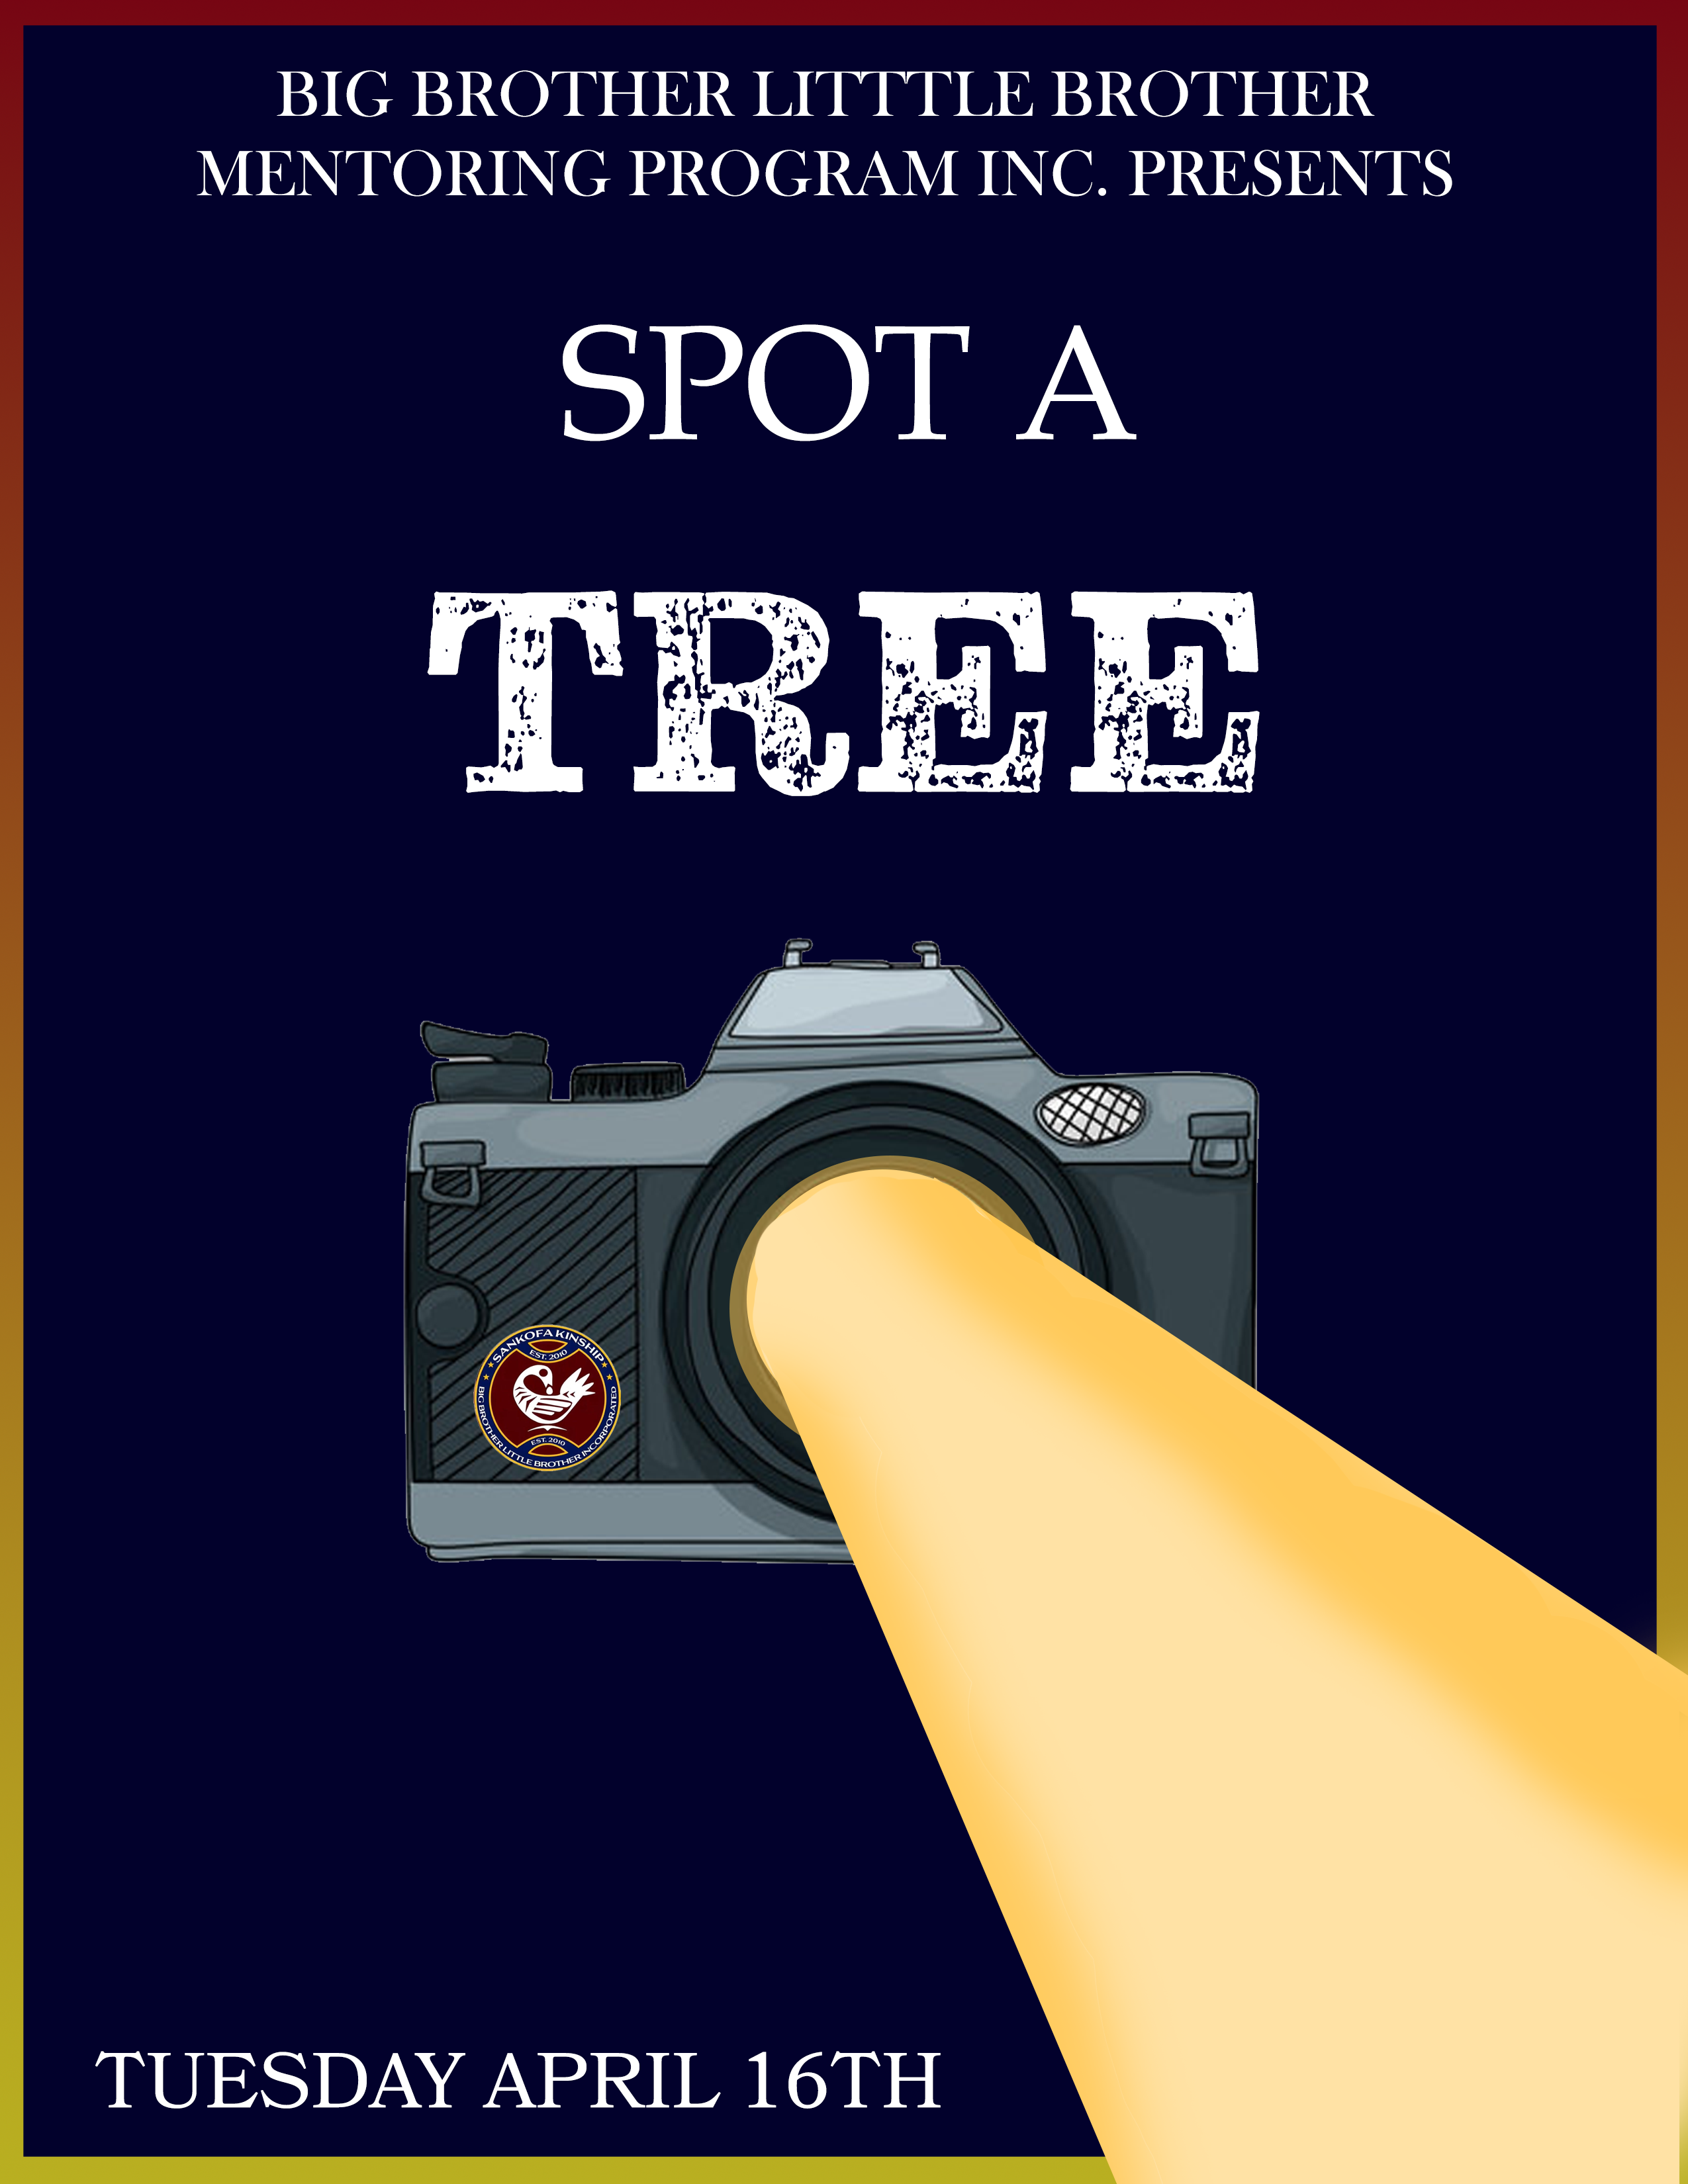 BIG BROTHER LITTTLE BROTHER
MENTORING PROGRAM INC. PRESENTS
SPOT A
TREE
SANKOFA KINSHIP
EST. 2010
EST. 2010
BIG BROTHER LITTLE BROTHER INCORPORATED
TUESDAY APRIL 16TH